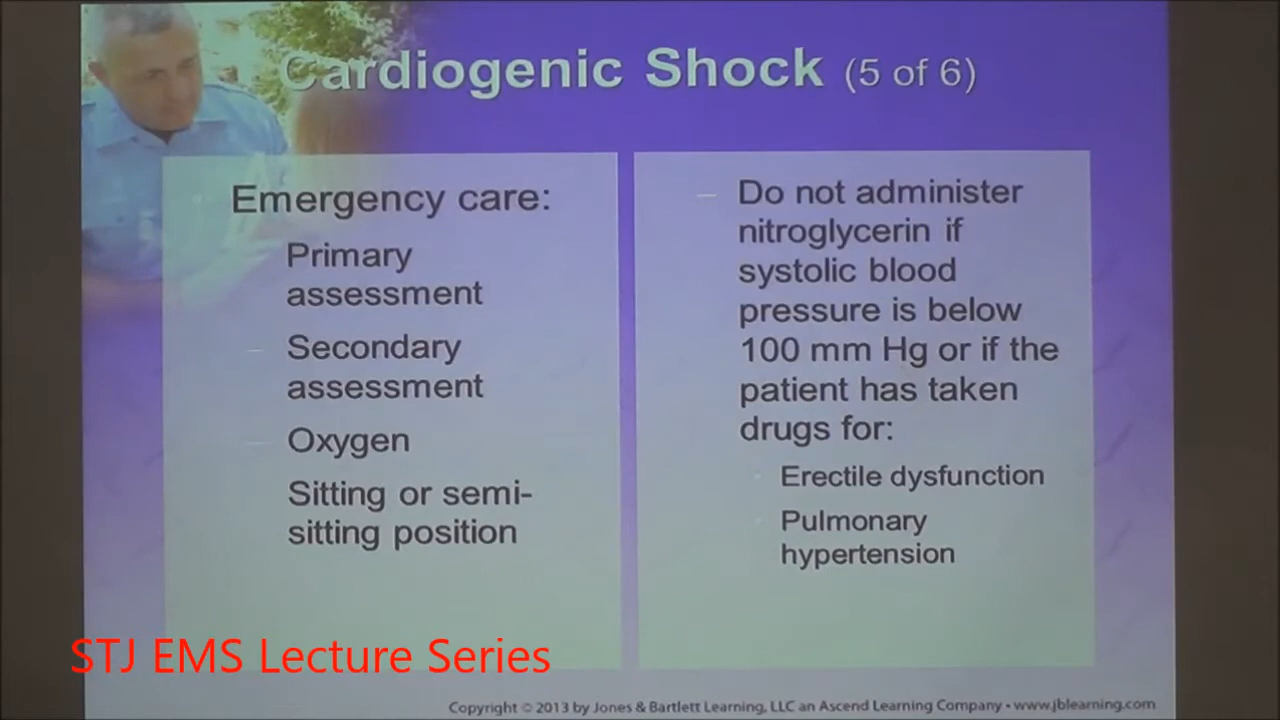 Cardiogenic Shock (5 of 6)
Emergency care:
Primary
assessment
– Secondary
assessment
– Oxygen
Sitting or semi-
sitting position
– Do not administer
nitroglycerin if
systolic blood
pressure is below
100 mm Hg or if the
patient has taken
drugs for:
Erectile dysfunction
Pulmonary
hypertension
STJ EMS Lecture Series
Copyright © 2013 by Jones & Bartlett Learning, LLC an Ascend Learning Company • www.jblearning.com